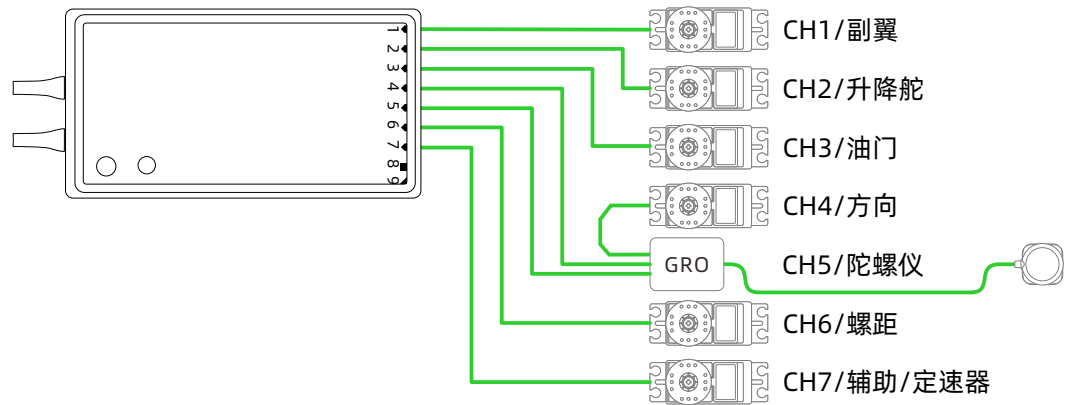 1
2
3
4
5
6
7
8
9
CH1/副翼
CH2/升降舵
CH3/油门
CH4/方向
GRO
CH5/陀螺仪
CH6/螺距
CH7/辅助/定速器